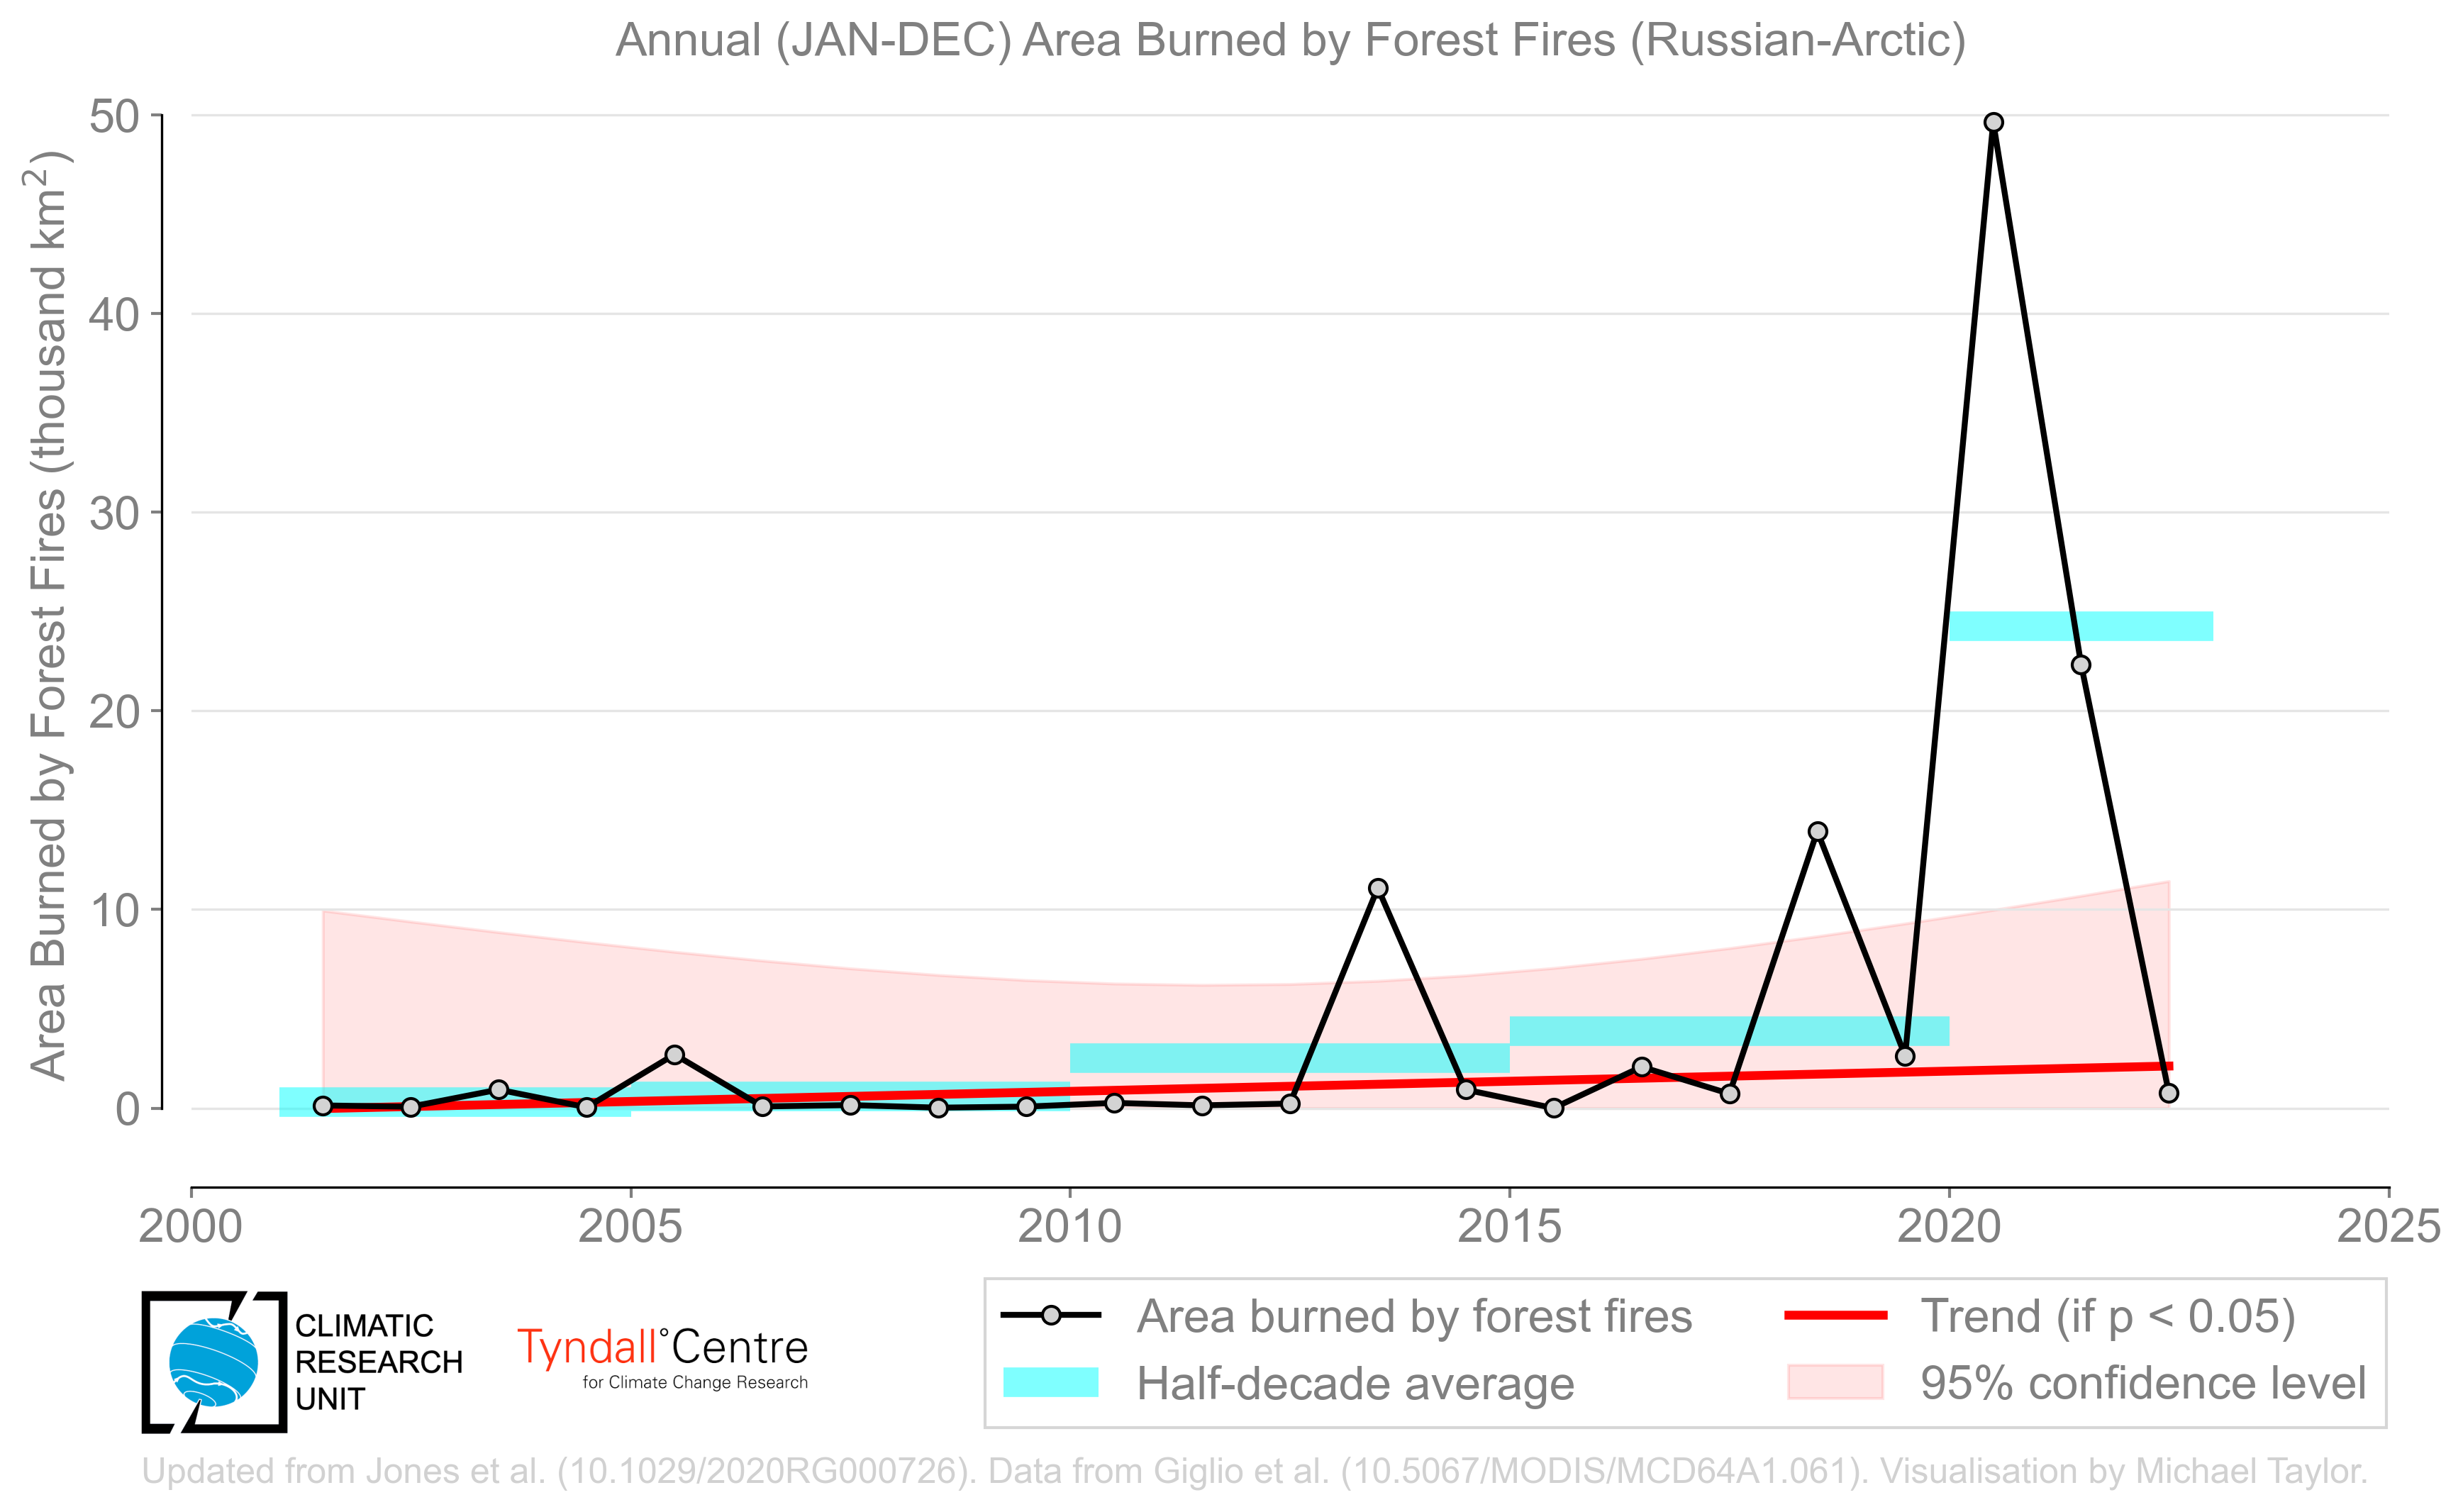 Annual (JAN-DEC) Area Burned by Forest Fires (Russian-Arctic)
Area Burned by Forest Fires (thousand km²)
50
40
30
20
10
0
2000
2005
2010
2015
2020
2025
CLIMATIC
RESEARCH
UNIT
Tyndall°Centre
for Climate Change Research
Area burned by forest fires
Half-decade average
Trend (if p < 0.05)
95% confidence level
Updated from Jones et al. (10.1029/2020RG000726). Data from Giglio et al. (10.5067/MODIS/MCD64A1.061). Visualisation by Michael Taylor.